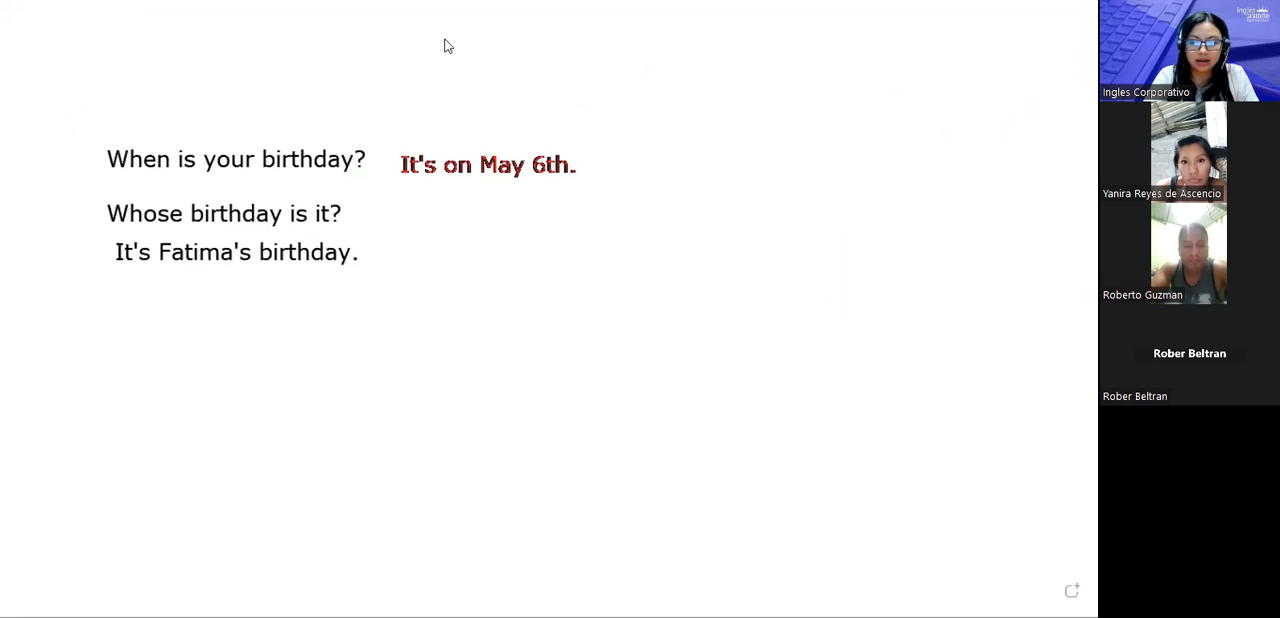 When is your birthday? It's on May 6th.
Whose birthday is it?
It's Fatima's birthday.
Ingles Corporativo
Yanira Reyes de Ascencio
Roberto Guzman
Rober Beltran
Rober Beltran